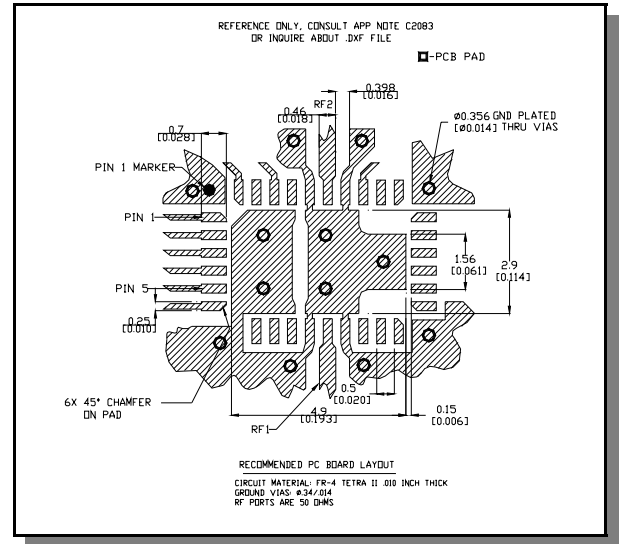 REFERENCE ONLY, CONSULT APP NOTE C2083
OR INQUIRE ABOUT .DXF FILE
-PCB PAD
0.398
[0.016]
0.46
[0.018]
RF2
0.7
[0.028]
Ø0.356 GND PLATED
[Ø0.014] THRU VIAS
PIN 1 MARKER
PIN 1
1.56
[0.061]
2.9
[0.114]
PIN 5
0.25
[0.010]
6X 45° CHAMFER
ON PAD
0.5
[0.020]
4.9
[0.193]
0.15
[0.006]
RF1
RECOMMENDED PC BOARD LAYOUT
CIRCUIT MATERIAL: FR-4 TETRA II .010 INCH THICK
GROUND VIAS: Ø.34/.014
RF PORTS ARE 50 OHMS